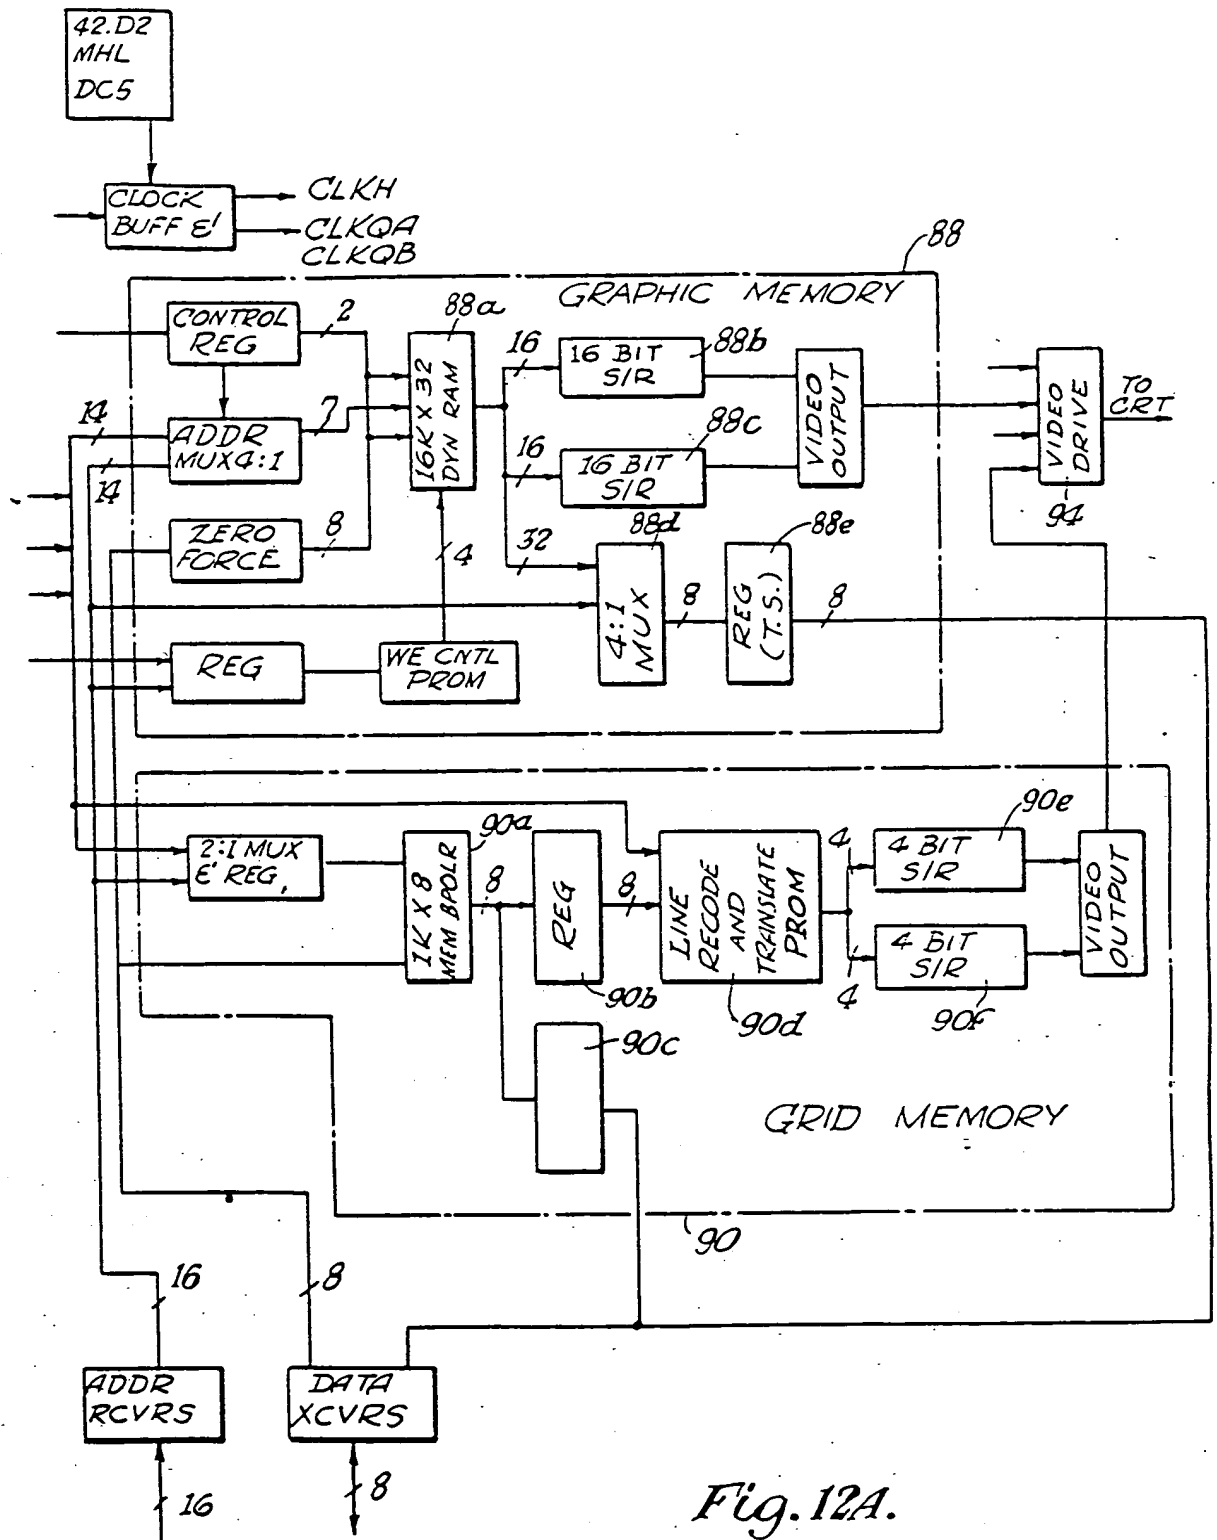 42.D2
MHL
DC5
CLOCK
BUFF &
CLKH
CLKQA
CLKQB
88
GRAPHIC MEMORY
CONTROL
REG
2
88a
16K X 32
DYN RAM
16
16 BIT
S/R
88b
VIDEO
OUTPUT
VIDEO
DRIVE
94
TO
CRT
14
ADDR
MUX 4:1
7
14
16
16 BIT
S/R
88c
ZERO
FORCE
8
4
32
88d
4:1
MUX
8
88e
REG
(T.S.)
8
REG
WE CNTL
PROM
2:1 MUX
& REG,
90a
1K X 8
MEM BPOLR
8
REG
90b
8
LINE
RECODE
AND
TRANSLATE
PROM
90d
4
4 BIT
S/R
90e
4
4 BIT
S/R
90f
VIDEO
OUTPUT
90c
GRID MEMORY
90
16
8
ADDR
RCVRS
DATA
XCVRS
16
8
Fig. 12A.